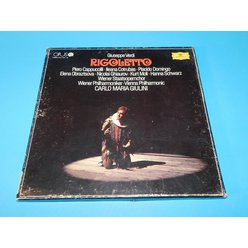 OPUS
Giuseppe Verdi
RIGOLETTO
Piero Cappuccilli · Ileana Cotrubas · Placido Domingo
Elena Obraztsova · Nicolai Ghiaurov · Kurt Moll · Hanna Schwarz
Wiener Staatsopernchor
Wiener Philharmoniker · Vienna Philharmonic
CARLO MARIA GIULINI